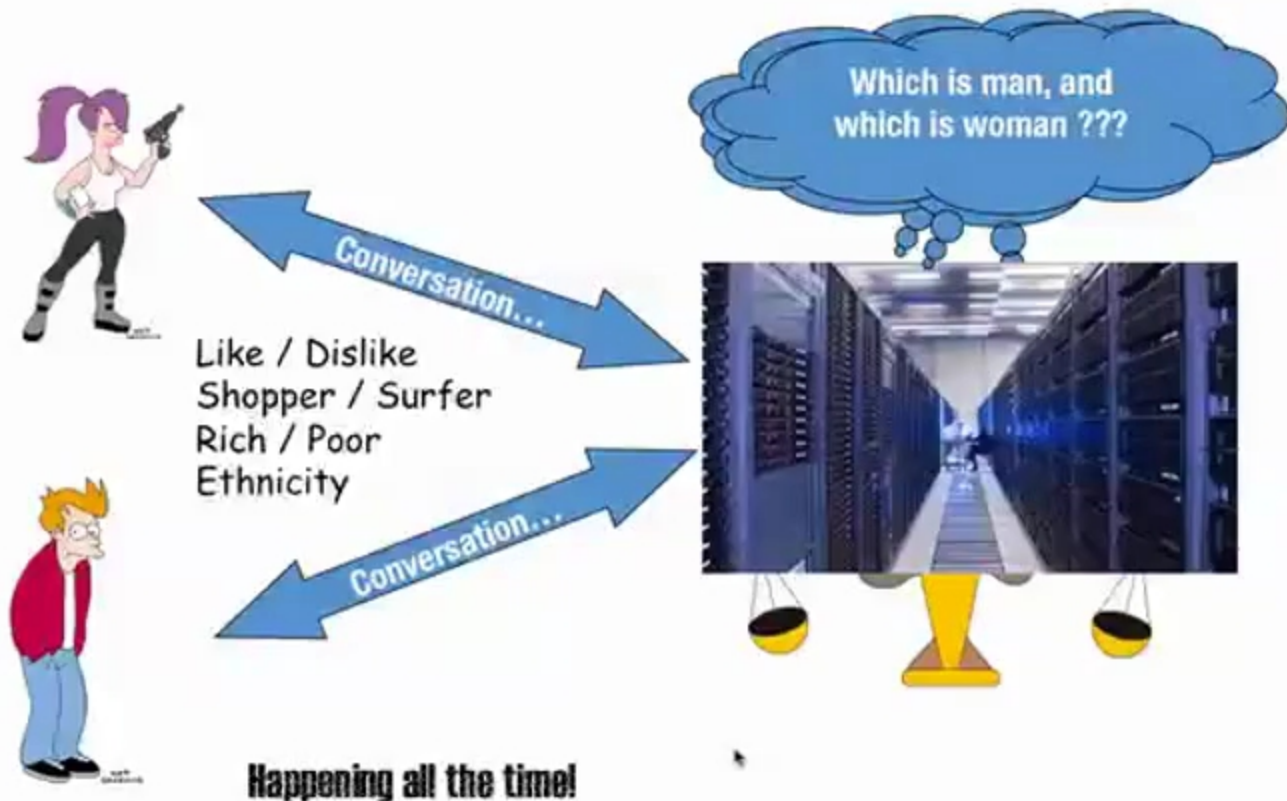 Which is man, and
which is woman ???
Conversation...
Like / Dislike
Shopper / Surfer
Rich / Poor
Ethnicity
Conversation...
Happening all the time!